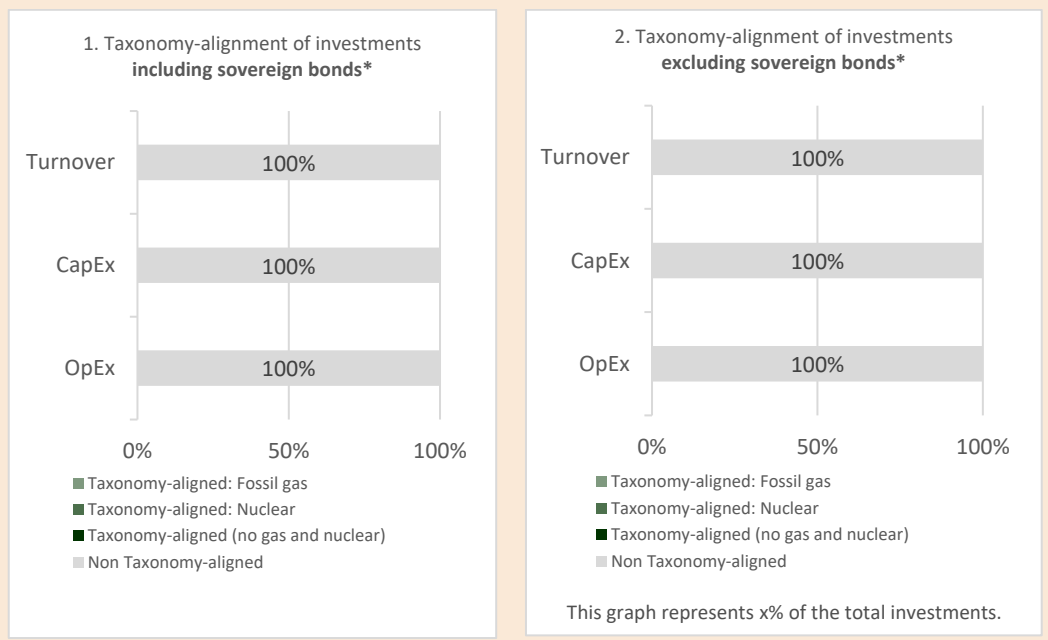 1. Taxonomy-alignment of investments
including sovereign bonds*
Turnover
100%
CapEx
100%
OpEx
100%
0%
50%
100%
Taxonomy-aligned: Fossil gas
Taxonomy-aligned: Nuclear
Taxonomy-aligned (no gas and nuclear)
Non Taxonomy-aligned
2. Taxonomy-alignment of investments
excluding sovereign bonds*
Turnover
100%
CapEx
100%
OpEx
100%
0%
50%
100%
Taxonomy-aligned: Fossil gas
Taxonomy-aligned: Nuclear
Taxonomy-aligned (no gas and nuclear)
Non Taxonomy-aligned
This graph represents x% of the total investments.